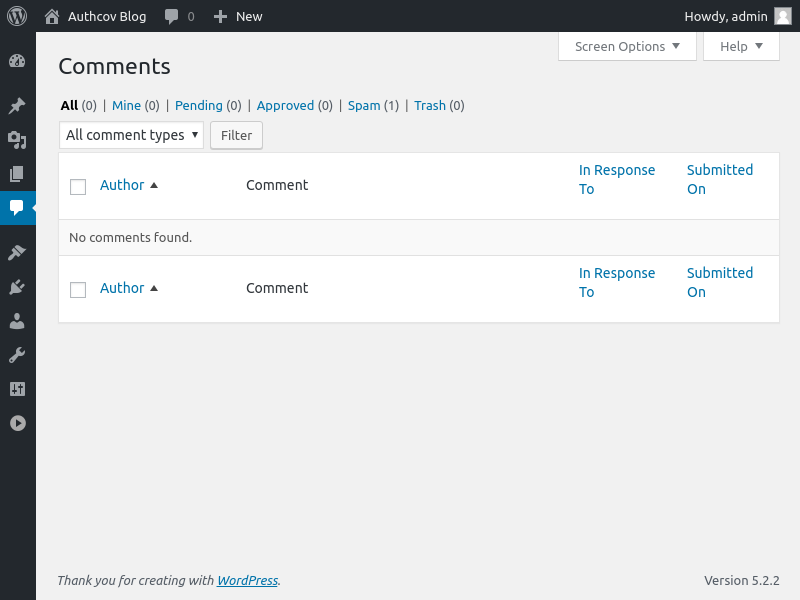 Authcov Blog 0 New Howdy, admin
Screen Options Help
Comments
All (0) | Mine (0) | Pending (0) | Approved (0) | Spam (1) | Trash (0)
All comment types Filter
Author Comment In Response To Submitted On
No comments found.
Author Comment In Response To Submitted On
Thank you for creating with WordPress. Version 5.2.2